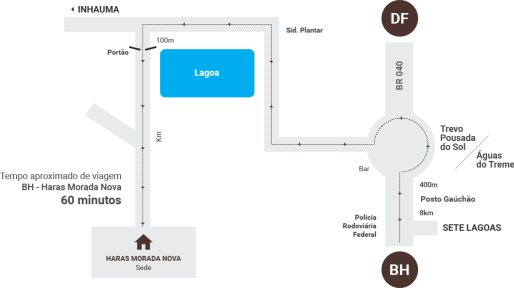 INHAUMA
DF
100m
Sid. Plantar
Portão
Lagoa
BR 040
Km
Trevo
Pousada
do Sol
Águas
do Treme
Bar
Tempo aproximado de viagem
BH - Haras Morada Nova
60 minutos
400m
Posto Gaúchão
8km
Polícia
Rodoviária
Federal
SETE LAGOAS
HARAS MORADA NOVA
Sede
BH